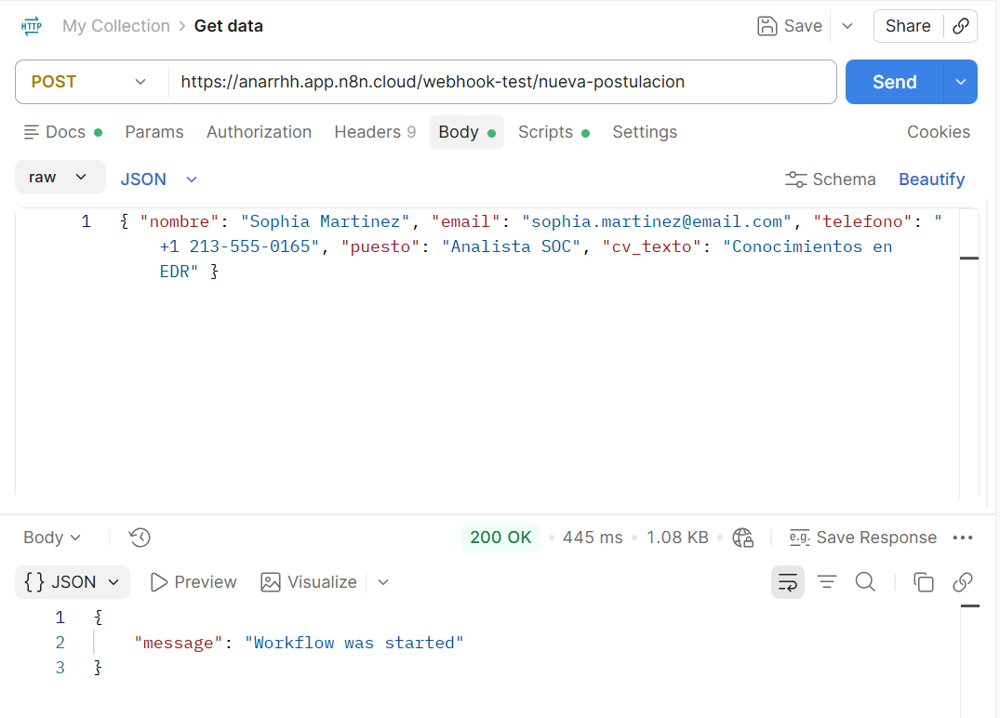 HTTP My Collection > Get data Save Share
POST https://anarrhh.app.n8n.cloud/webhook-test/nueva-postulacion Send
Docs Params Authorization Headers 9 Body Scripts Settings Cookies
raw JSON Schema Beautify
1 { "nombre": "Sophia Martinez", "email": "sophia.martinez@email.com", "telefono": "
+1 213-555-0165", "puesto": "Analista SOC", "cv_texto": "Conocimientos en
EDR" }
Body 200 OK • 445 ms • 1.08 KB • e.g. Save Response
{} JSON Preview Visualize
1 {
2 "message": "Workflow was started"
3 }